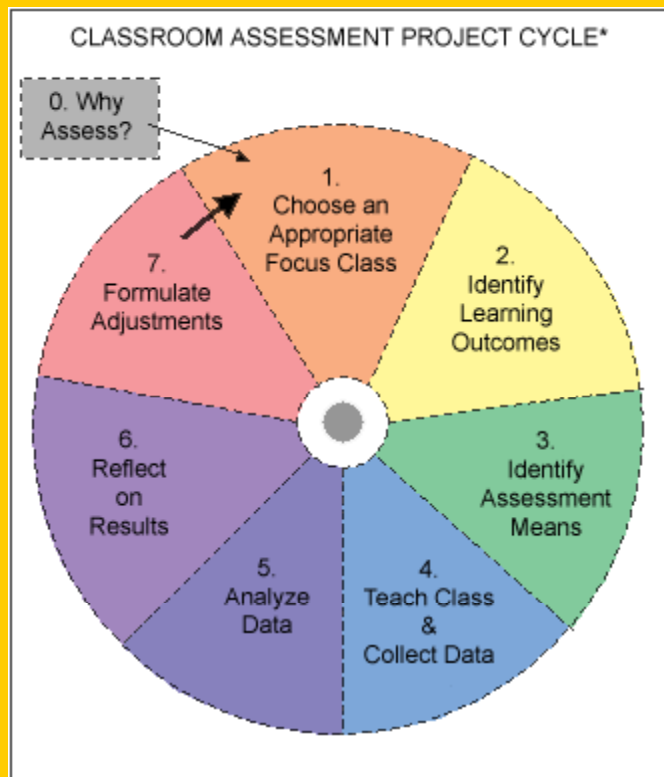 CLASSROOM ASSESSMENT PROJECT CYCLE*
0. Why
Assess?
1.
Choose an
Appropriate
Focus Class
2.
Identify
Learning
Outcomes
3.
Identify
Assessment
Means
4.
Teach Class
&
Collect Data
5.
Analyze
Data
6.
Reflect
on
Results
7.
Formulate
Adjustments